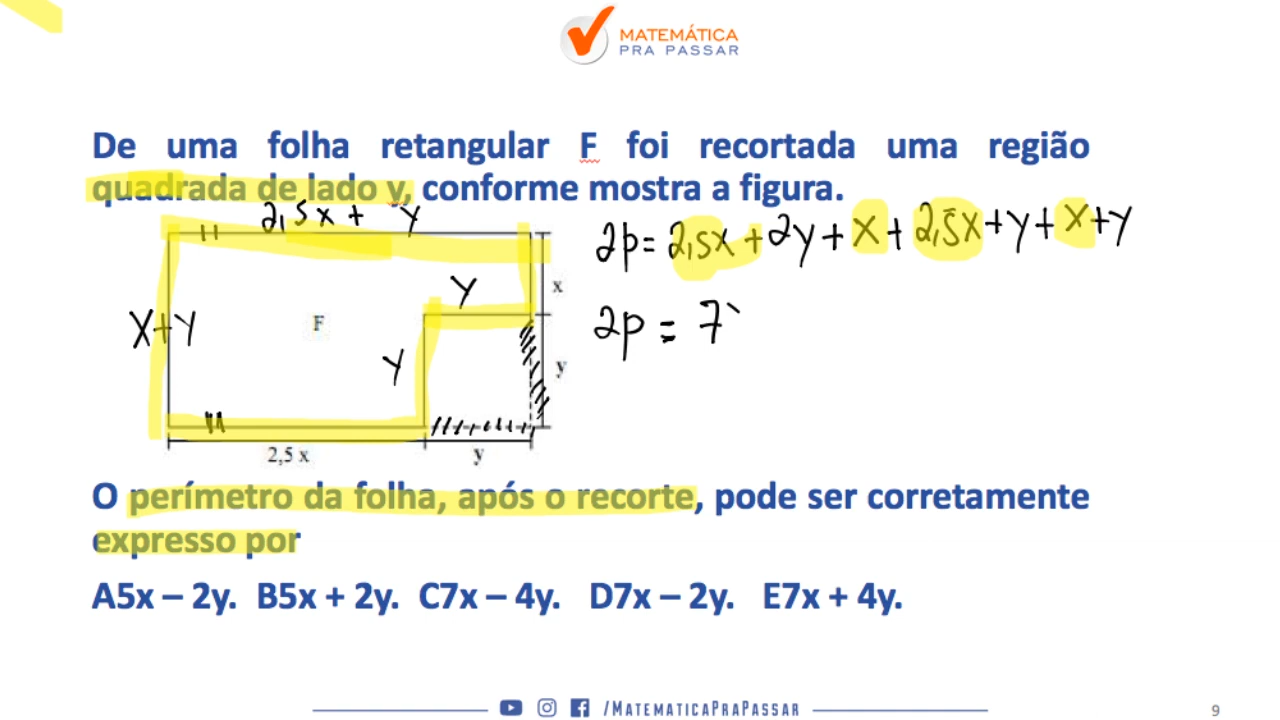 MATEMÁTICA
PRA PASSAR
De uma folha retangular F foi recortada uma região
quadrada de lado y, conforme mostra a figura.
2,5x + y
2p = 2,5x + 2y + x + 2,5x + y + x + y
y
x
x+y
F
2p = 7
y
y
2,5 x
y
O perímetro da folha, após o recorte, pode ser corretamente
expresso por
A5x – 2y. B5x + 2y. C7x – 4y. D7x – 2y. E7x + 4y.
/MATEMATICAPRAPASSAR
9